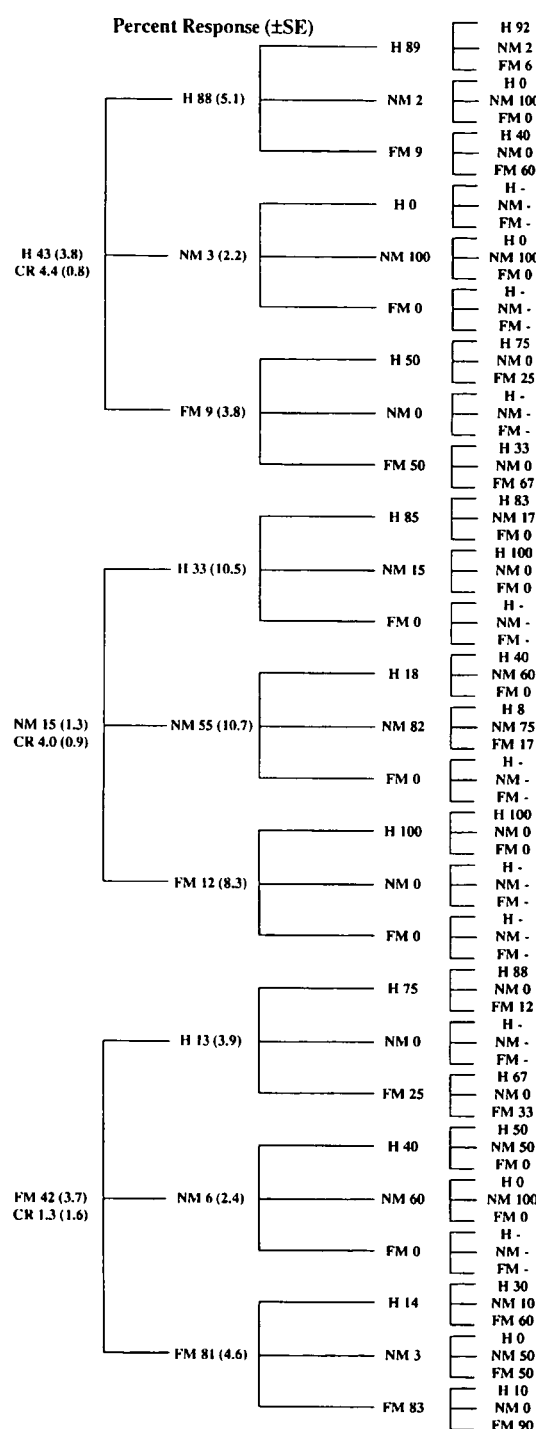 Percent Response (±SE)
H 92
H 89
NM 2
FM 6
H 0
H 88 (5.1)
NM 2
NM 100
FM 0
H 40
FM 9
NM 0
FM 60
H -
H 0
NM -
FM -
H 43 (3.8)
CR 4.4 (0.8)
NM 3 (2.2)
NM 100
H 0
NM 100
FM 0
H -
FM 0
NM -
FM -
H 75
H 50
NM 0
FM 25
H -
FM 9 (3.8)
NM 0
NM -
FM -
H 33
FM 50
NM 0
FM 67
H 83
H 85
NM 17
FM 0
H 100
H 33 (10.5)
NM 15
NM 0
FM 0
H -
FM 0
NM -
FM -
H 40
H 18
NM 60
FM 0
NM 15 (1.3)
CR 4.0 (0.9)
NM 55 (10.7)
NM 82
H 8
NM 75
FM 17
H -
FM 0
NM -
FM -
H 100
H 100
NM 0
FM 0
H -
FM 12 (8.3)
NM 0
NM -
FM -
H -
FM 0
NM -
FM -
H 88
H 75
NM 0
FM 12
H -
H 13 (3.9)
NM 0
NM -
FM -
H 67
FM 25
NM 0
FM 33
H 50
H 40
NM 50
FM 0
FM 42 (3.7)
CR 1.3 (1.6)
NM 6 (2.4)
NM 60
H 0
NM 100
FM 0
H -
FM 0
NM -
FM -
H 30
H 14
NM 10
FM 60
H 0
FM 81 (4.6)
NM 3
NM 50
FM 50
H 10
FM 83
NM 0
FM 90